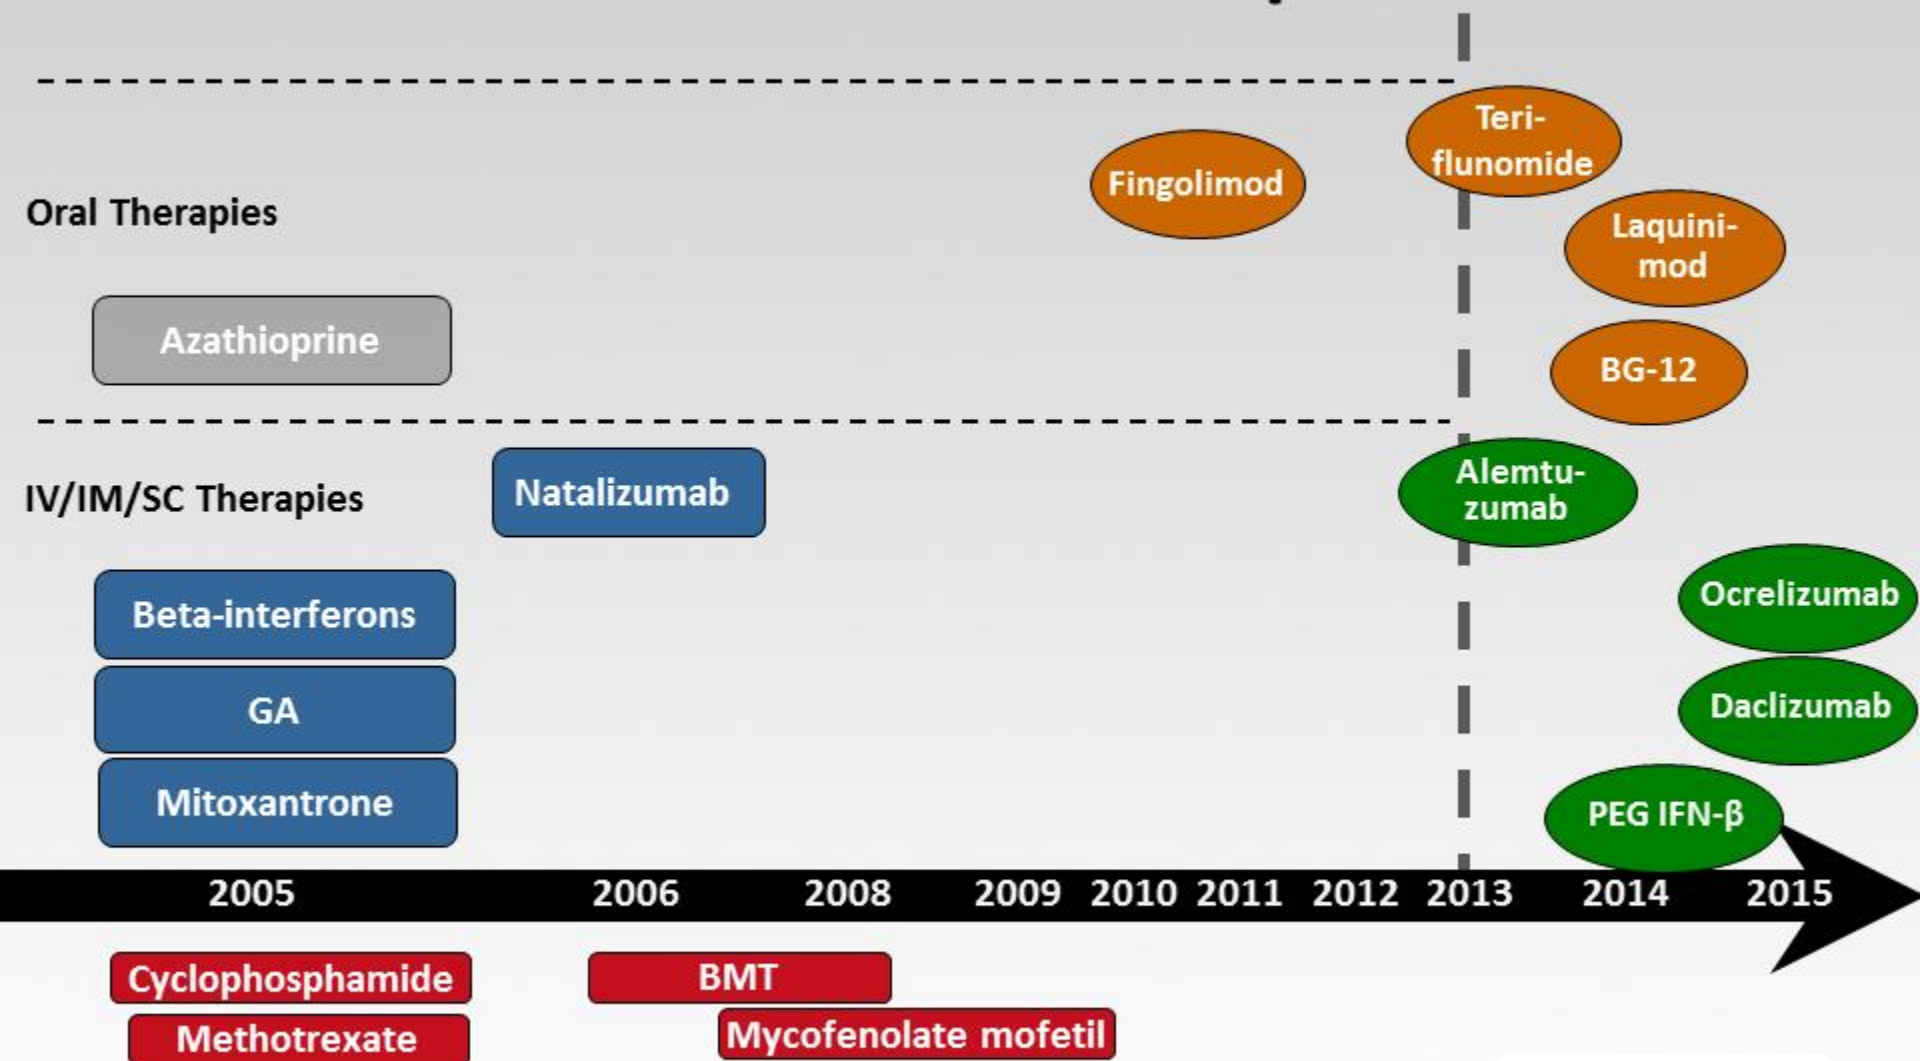 Teri-
flunomide
Fingolimod
Oral Therapies
Laquini-
mod
Azathioprine
BG-12
IV/IM/SC Therapies
Natalizumab
Alemtu-
zumab
Beta-interferons
Ocrelizumab
GA
Daclizumab
Mitoxantrone
PEG IFN-β
2005 2006 2008 2009 2010 2011 2012 2013 2014 2015
Cyclophosphamide
BMT
Methotrexate
Mycofenolate mofetil